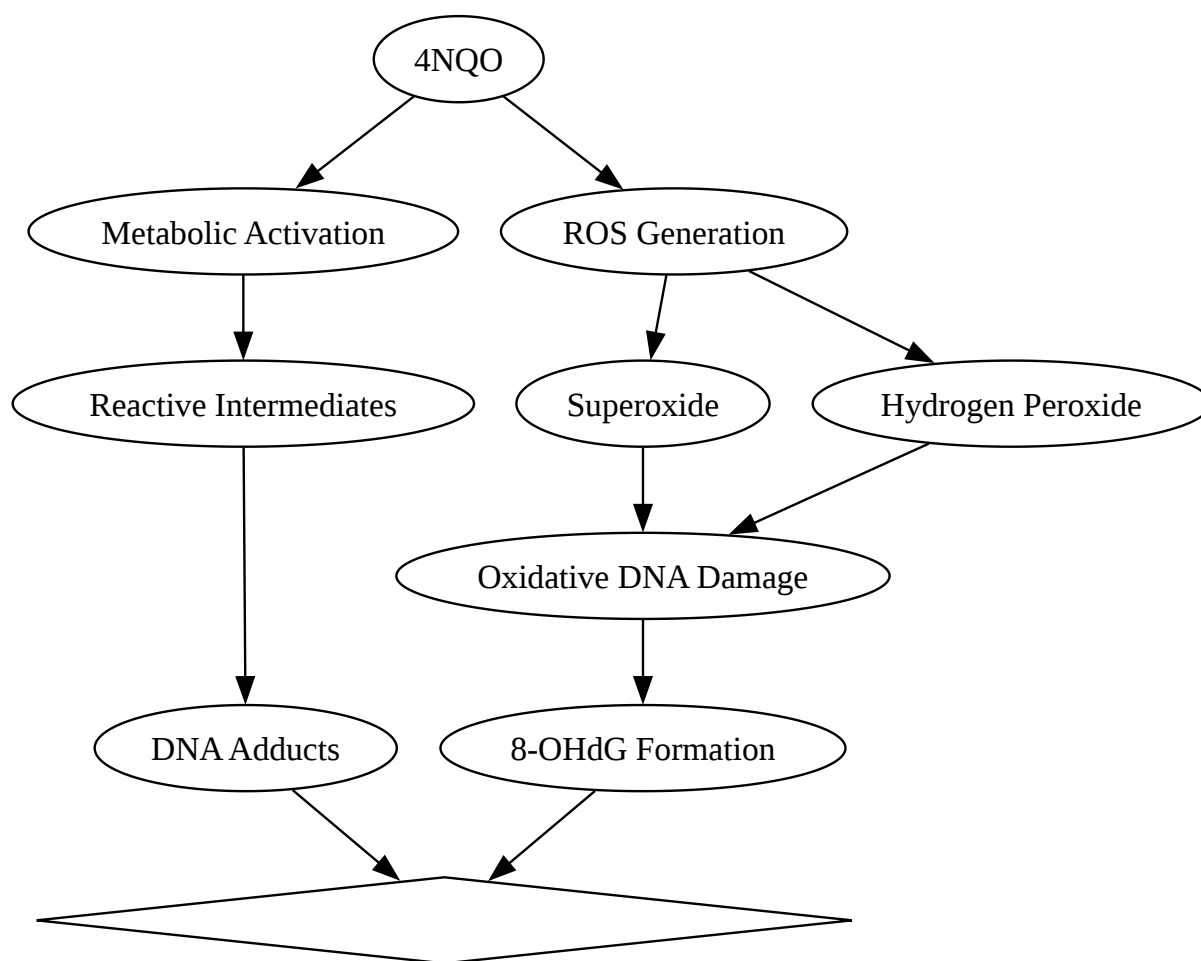 4NQO
Metabolic Activation
ROS Generation
Reactive Intermediates
Superoxide
Hydrogen Peroxide
Oxidative DNA Damage
DNA Adducts
8-OHdG Formation